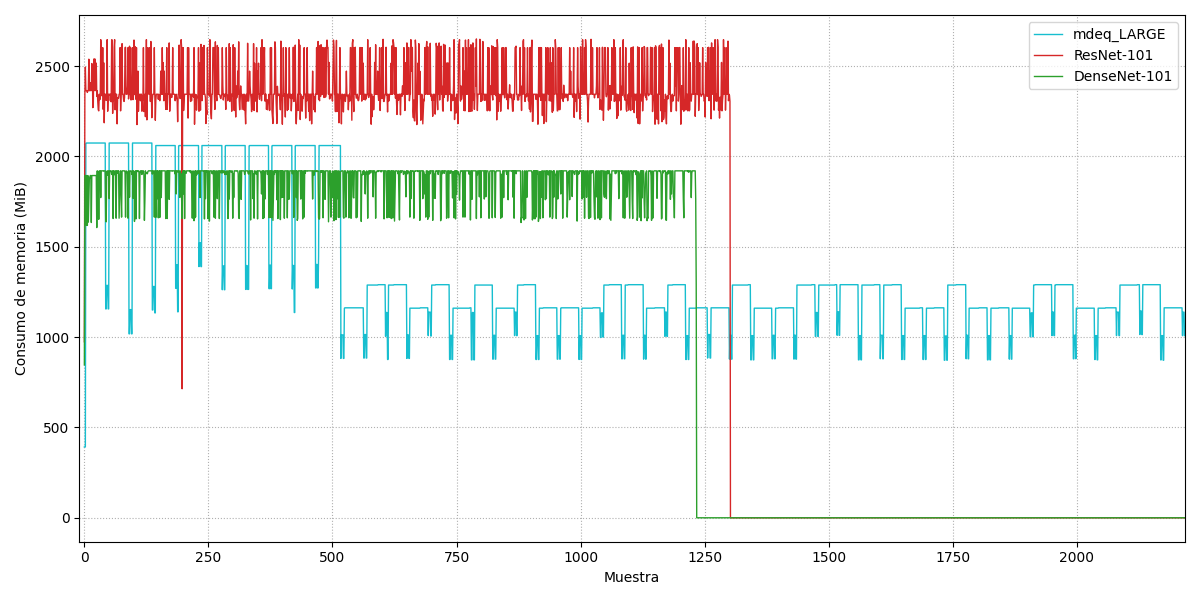 mdeq_LARGE
ResNet-101
DenseNet-101
Consumo de memoria (MiB)
2500
2000
1500
1000
500
0
0 250 500 750 1000 1250 1500 1750 2000
Muestra